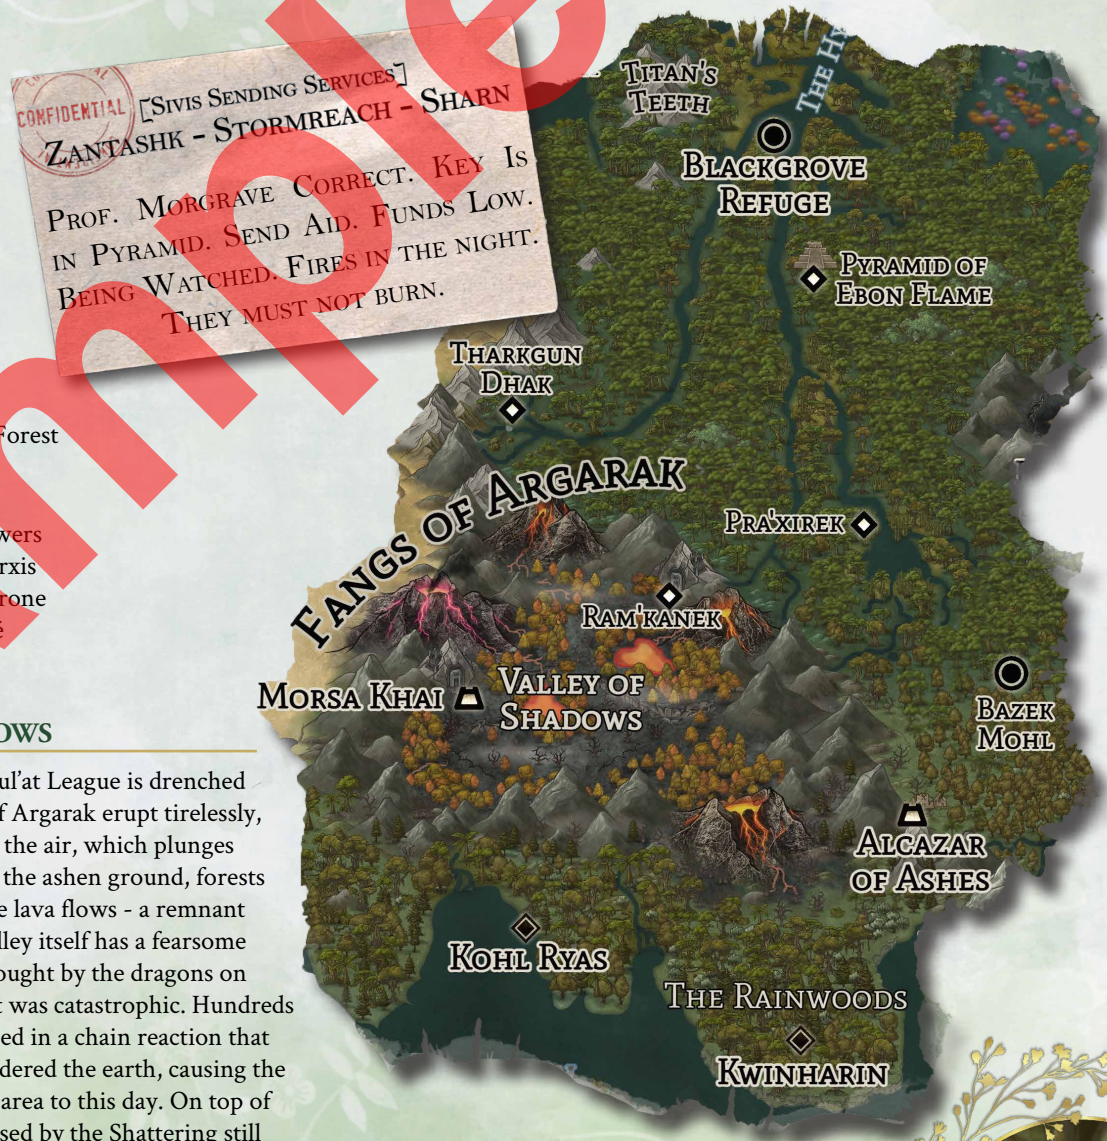 CONFIDENTIAL
[Sivis Sending Services]
Zantashk - Stormreach - Sharn
Prof. Morgrave Correct. Key Is
in Pyramid. Send Aid. Funds Low.
Being Watched. Fires in the night.
They must not burn.
mple
Titan's
Teeth
The Hy
Blackgrove
Refuge
Pyramid of
Ebon Flame
Tharkgun
Dhak
Fangs of Argarak
Pra'xirek
Ram'kanek
Morsa Khai
Valley of
Shadows
Bazek
Mohl
Alcazar
of Ashes
Kohl Ryas
The Rainwoods
Kwinharin
Forest
wers
rxis
rone
ows
ul'at League is drenched
f Argarak erupt tirelessly,
the air, which plunges
the ashen ground, forests
e lava flows - a remnant
lley itself has a fearsome
ought by the dragons on
t was catastrophic. Hundreds
ed in a chain reaction that
dered the earth, causing the
area to this day. On top of
sed by the Shattering still